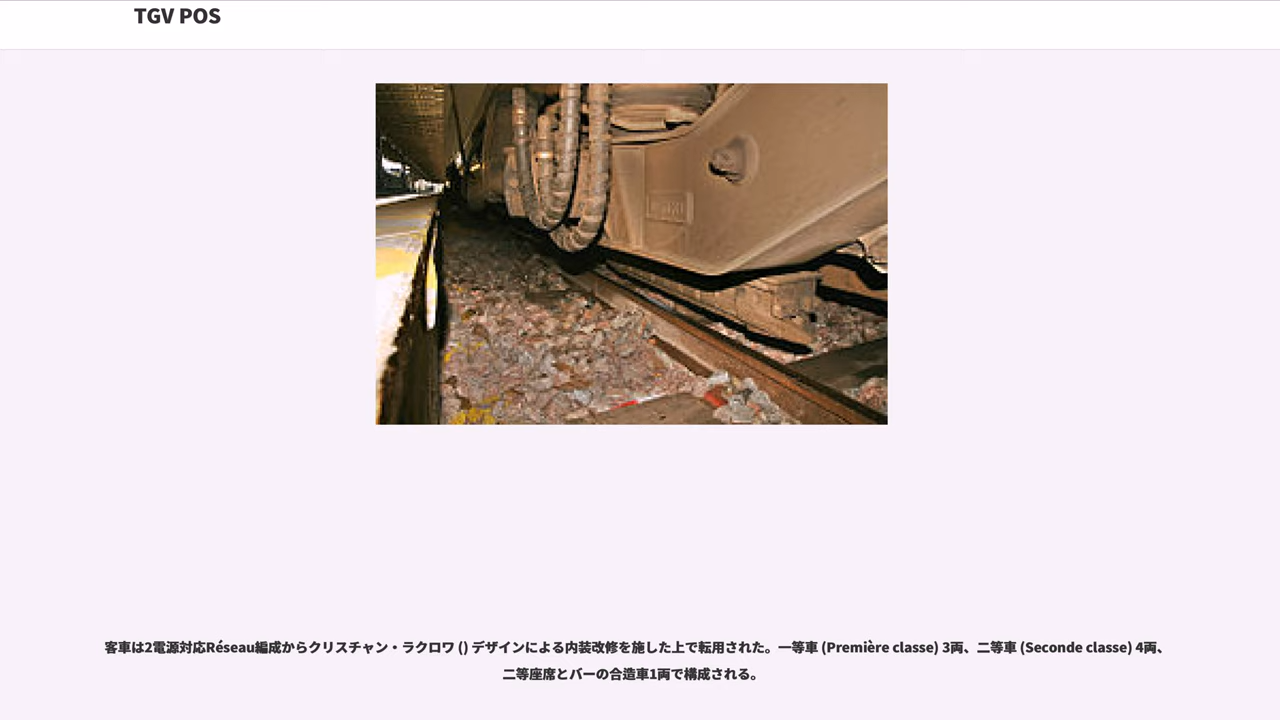 TGV POS
客車は2電源対応Réseau編成からクリスチャン・ラクロワ () デザインによる内装改修を施した上で転用された。一等車 (Première classe) 3両、二等車 (Seconde classe) 4両、
二等座席とバーの合造車1両で構成される。